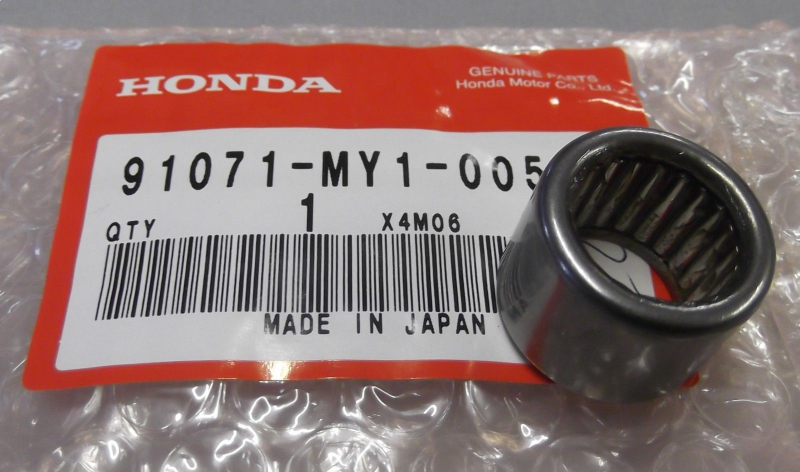 HONDA
GENUINE PARTS
Honda Motor Co., Ltd.
91071-MY1-005
QTY 1 X4M06
MADE IN JAPAN